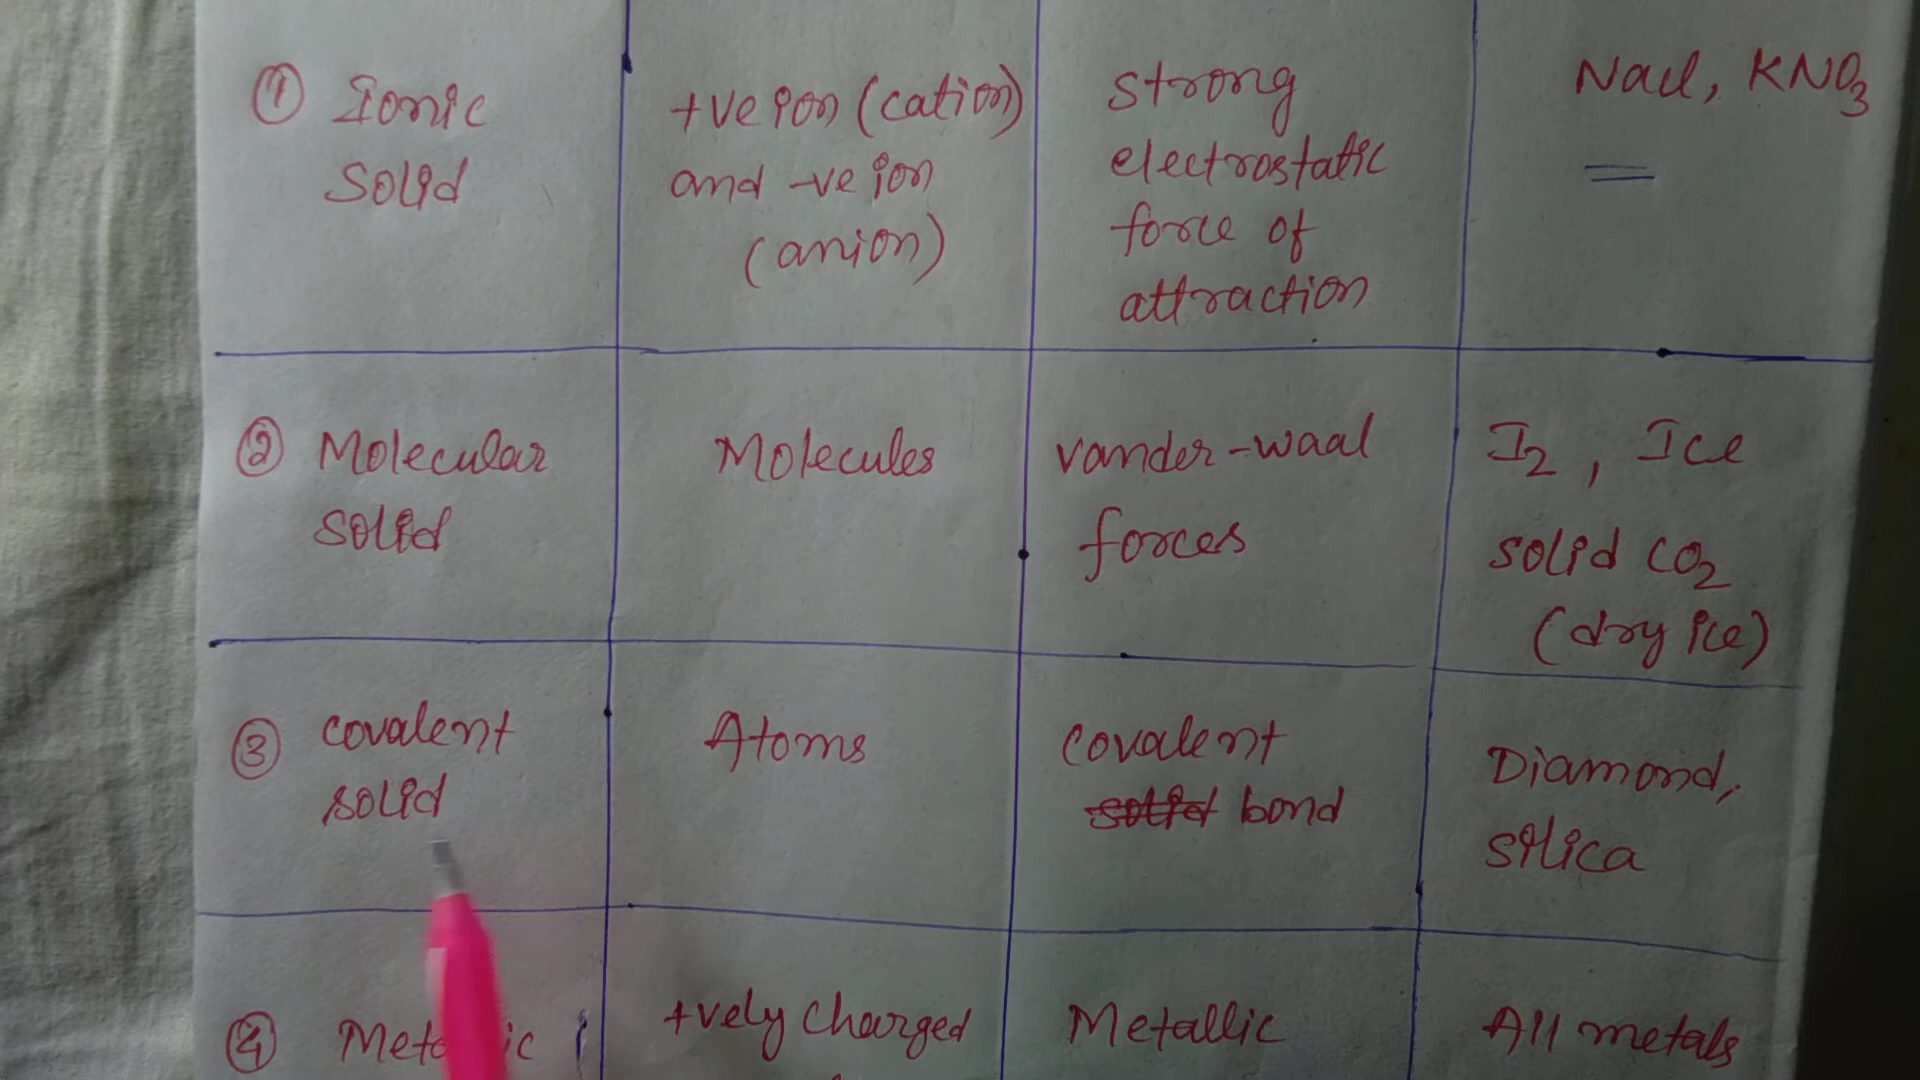 ① Ionic solid
+ve ion (cation) and -ve ion (anion)
strong electrostatic force of attraction
NaCl, KNO3
② Molecular solid
Molecules
vander-waal forces
I2, Ice solid CO2 (dry ice)
③ covalent solid
Atoms
covalent solid bond
Diamond, silica
④
+vely charged
Metallic
All metals